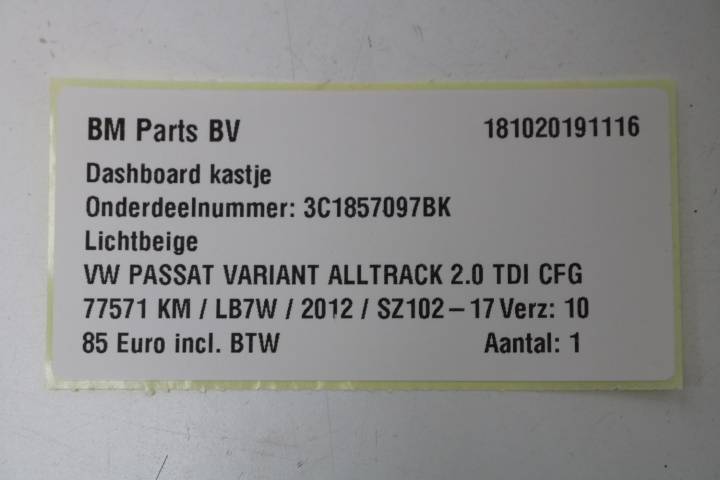 BM Parts BV 181020191116
Dashboard kastje
Onderdeelnummer: 3C1857097BK
Lichtbeige
VW PASSAT VARIANT ALLTRACK 2.0 TDI CFG
77571 KM / LB7W / 2012 / SZ102-17 Verz: 10
85 Euro incl. BTW Aantal: 1